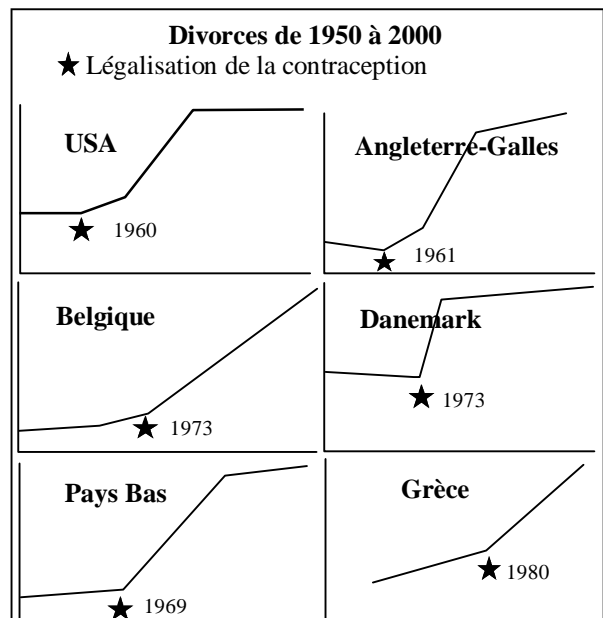 Divorces de 1950 à 2000
★ Légalisation de la contraception
USA
1960
Angleterre-Galles
1961
Belgique
1973
Danemark
1973
Pays Bas
1969
Grèce
1980